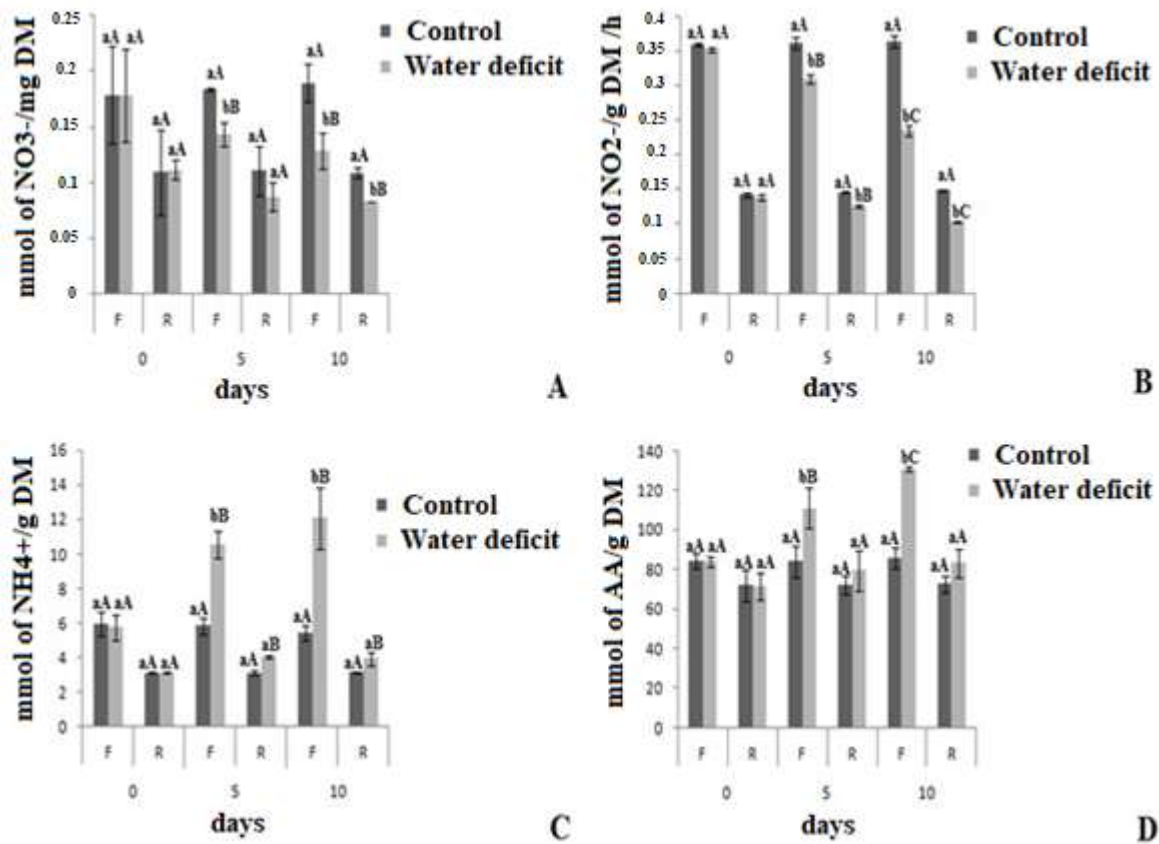 mmol of NO3-/mg DM
0.25
0.2
0.15
0.1
0.05
0
aA aA
aA aA
aA bB
aA aA
aA bB
aA bB
Control
Water deficit
F R F R F R
0 5 10
days
A
mmol of NO2-/g DM /h
0.4
0.35
0.3
0.25
0.2
0.15
0.1
0.05
0
aA aA
aA aA
aA bB
aA bB
aA bC
aA bC
Control
Water deficit
F R F R F R
0 5 10
days
B
mmol of NH4+/g DM
16
14
12
10
8
6
4
2
0
aA aA
aA aA
aA bB
aA aB
aA bB
aA aB
Control
Water deficit
F R F R F R
0 5 10
days
C
mmol of AA/g DM
140
120
100
80
60
40
20
0
aA aA
aA aA
aA bB
aA aA
aA bC
aA aA
Control
Water deficit
F R F R F R
0 5 10
days
D